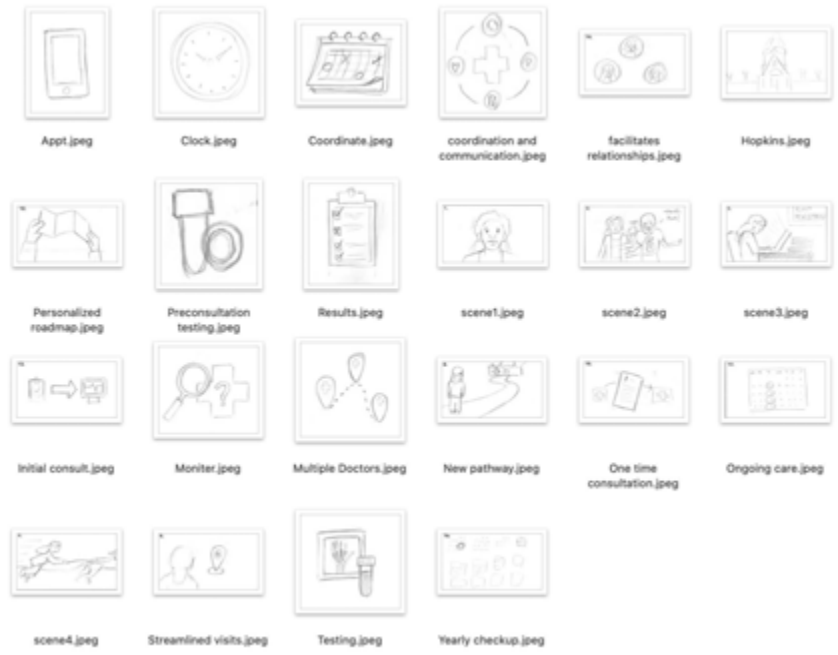 Appt.jpeg
Clock.jpeg
Coordinate.jpeg
coordination and
communication.jpeg
facilitates
relationships.jpeg
Hopkins.jpeg
Personalized
roadmap.jpeg
Preconsultation
testing.jpeg
Results.jpeg
scene1.jpeg
scene2.jpeg
scene3.jpeg
Initial consult.jpeg
Moniter.jpeg
Multiple Doctors.jpeg
New pathway.jpeg
One time
consultation.jpeg
Ongoing care.jpeg
scene4.jpeg
Streamlined visits.jpeg
Testing.jpeg
Yearly checkup.jpeg